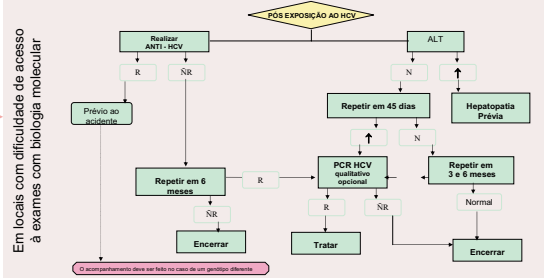 Em locais com dificuldade de acesso
à exames com biologia molecular
PÓS EXPOSIÇÃO AO HCV
Realizar
ANTI - HCV
ALT
R
ÑR
N
↑
Prévio ao
acidente
Repetir em 45 dias
Hepatopatia
Prévia
↑
N
Repetir em 6
meses
R
PCR HCV
qualitativo
opcional
Repetir em
3 e 6 meses
ÑR
R
ÑR
Normal
Encerrar
Tratar
Encerrar
O acompanhamento deve ser feito no caso de um genótipo diferente